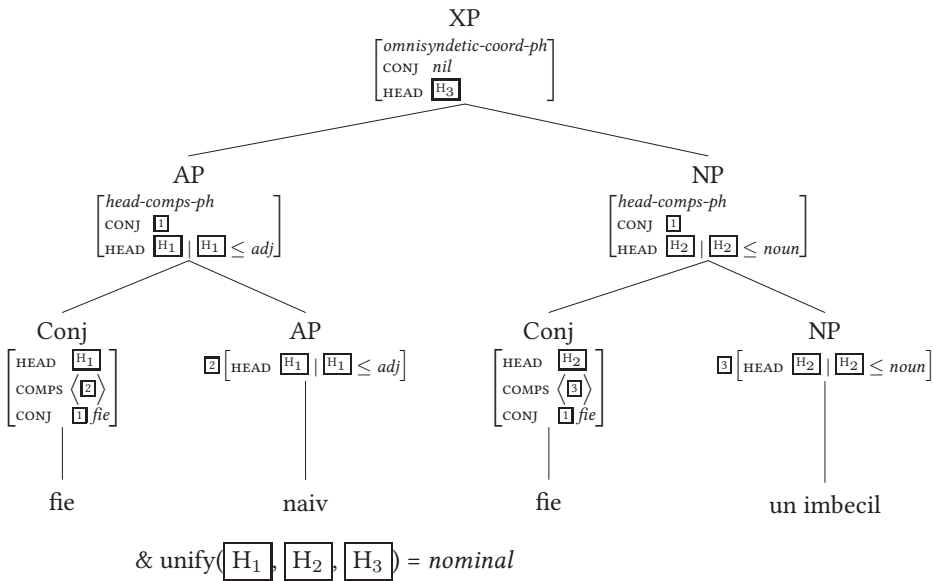 XP
omnisyndetic-coord-ph
CONJ nil
HEAD H3
AP NP
head-comps-ph head-comps-ph
CONJ 1 CONJ 1
HEAD H1 | H1 ≤ adj HEAD H2 | H2 ≤ noun
Conj AP Conj NP
HEAD H1 2 [HEAD H1 | H1 ≤ adj] HEAD H2 3 [HEAD H2 | H2 ≤ noun]
COMPS ⟨2⟩ COMPS ⟨3⟩
CONJ 1 fie CONJ 1 fie
fie naiv fie un imbecil
& unify(H1, H2, H3) = nominal